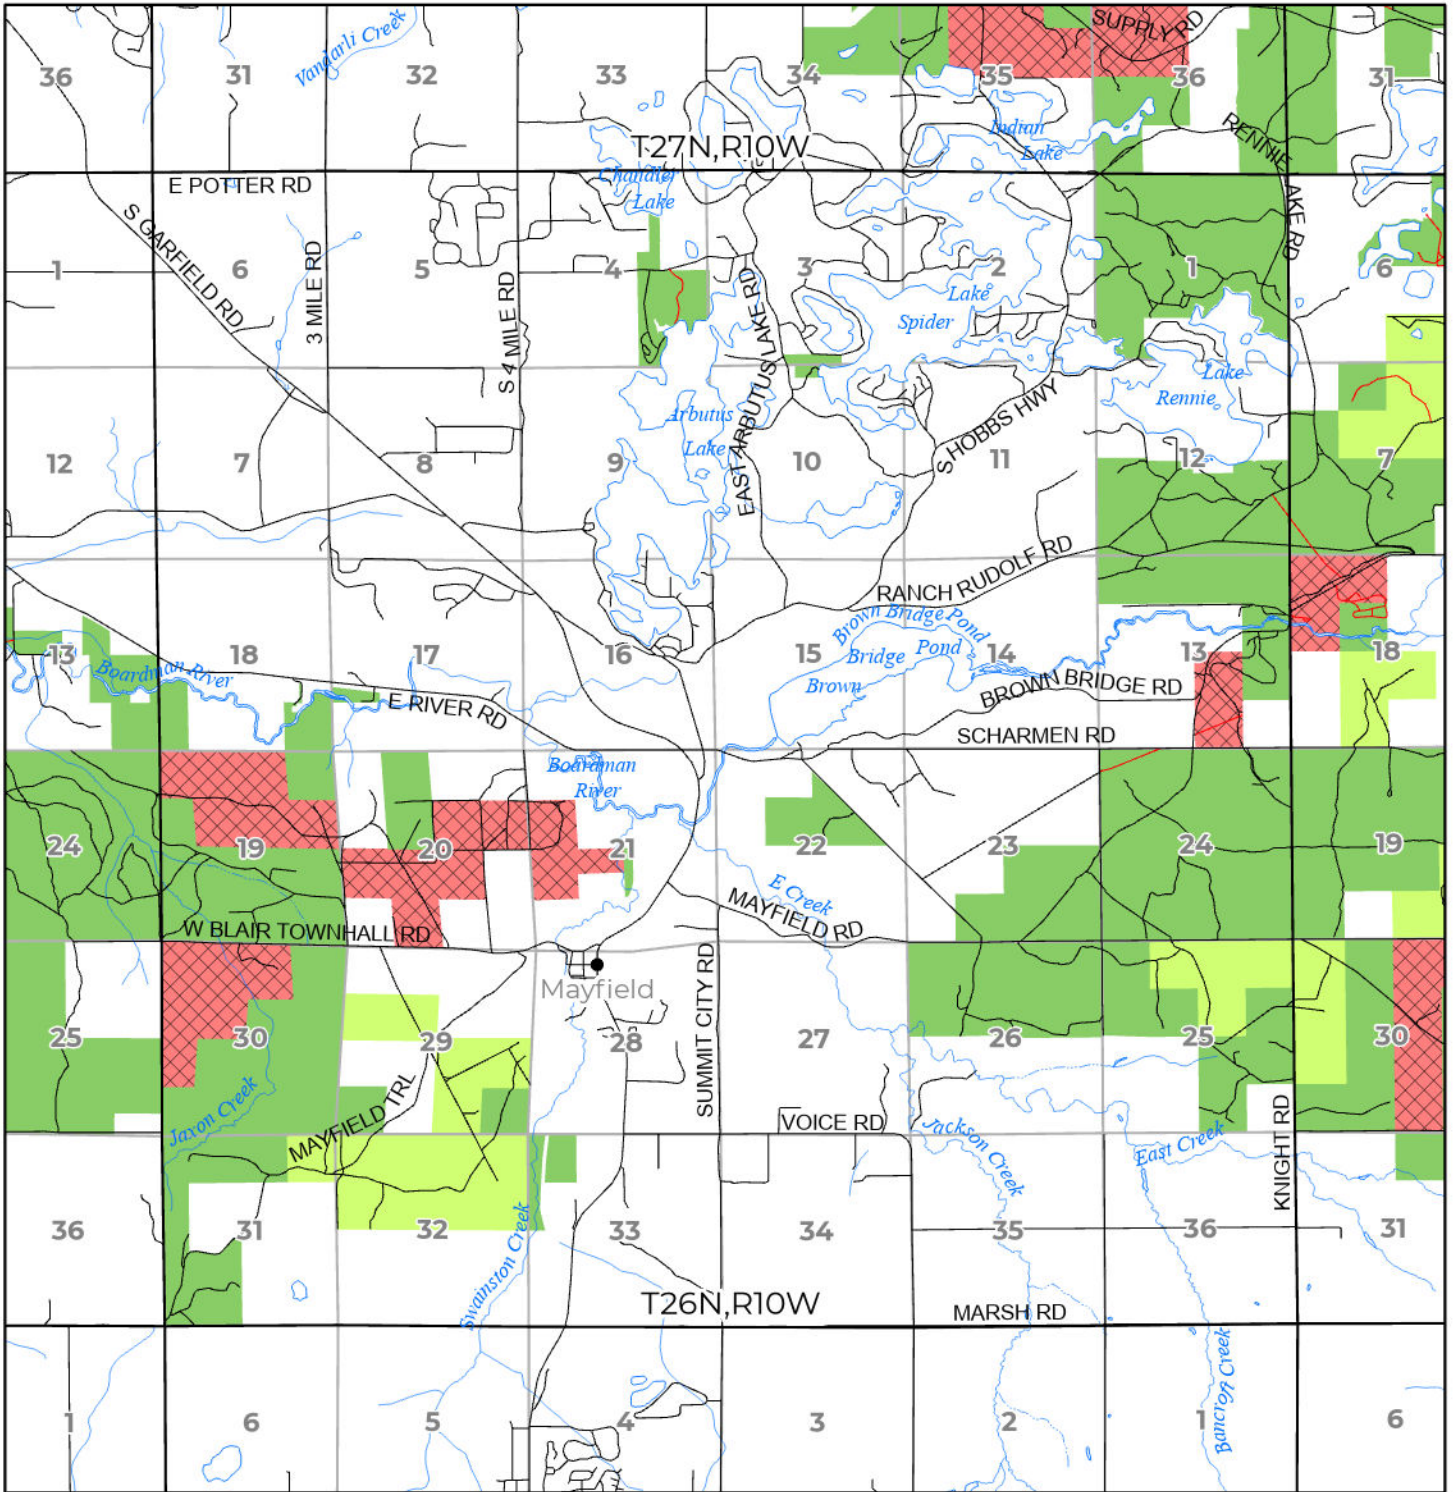 SUPPLY RD
Vandarli Creek
36
31
32
33
34
35
36
31
Indian
Lake
RENNIE LAKE RD
T27N,R10W
E POTTER RD
Chandler
Lake
S GARFIELD RD
3 MILE RD
S 4 MILE RD
EAST ARBUTUS LAKE RD
1
6
5
4
3
2
1
6
Lake
Spider
Lake
Rennie
Arbutus
Lake
S HOBBS HWY
12
7
8
9
10
11
12
7
RANCH RUDOLF RD
Brown Bridge Pond
13
18
17
16
15
Bridge Pond
Brown
14
13
18
Boardman River
E RIVER RD
BROWN BRIDGE RD
SCHARMEN RD
Boardman
River
24
19
20
21
22
23
24
19
E Creek
MAYFIELD RD
W BLAIR TOWNHALL RD
Mayfield
SUMMIT CITY RD
25
30
29
28
27
26
25
30
Jaxon Creek
MAYFIELD TRL
VOICE RD
Jackson Creek
East Creek
KNIGHT RD
36
31
32
33
34
35
36
31
Swainston Creek
T26N,R10W
MARSH RD
Bancroft Creek
1
6
5
4
3
2
1
6